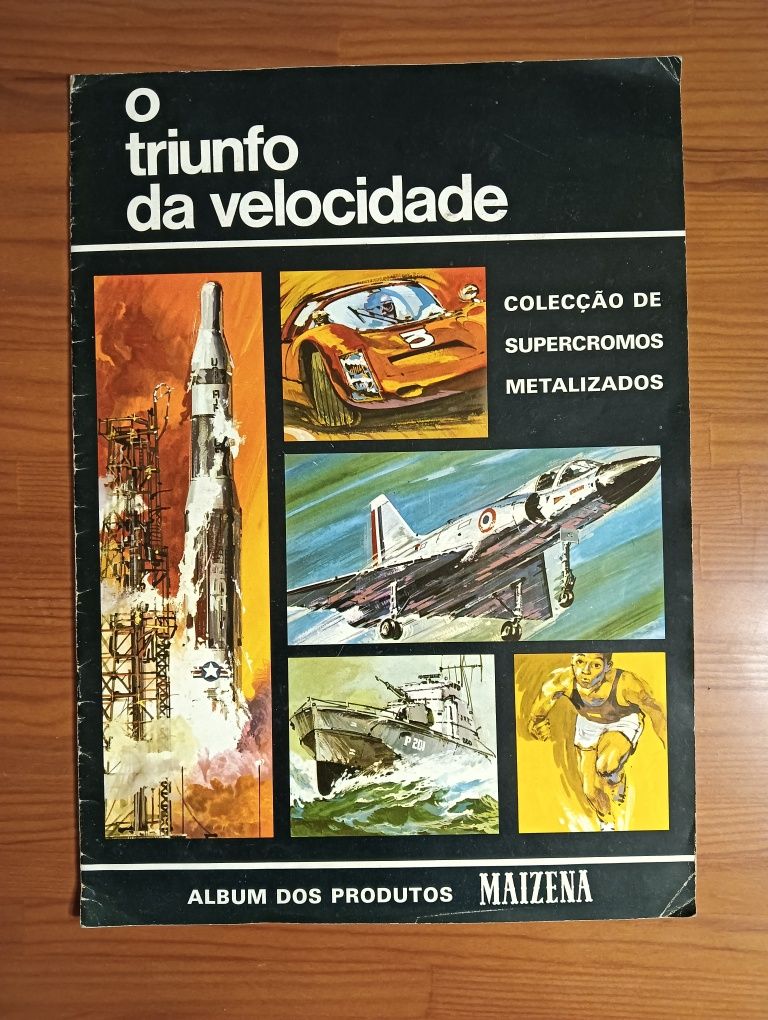 o
triunfo
da velocidade
COLECÇÃO DE
SUPERCROMOS
METALIZADOS
3
P 201
ALBUM DOS PRODUTOS MAIZENA